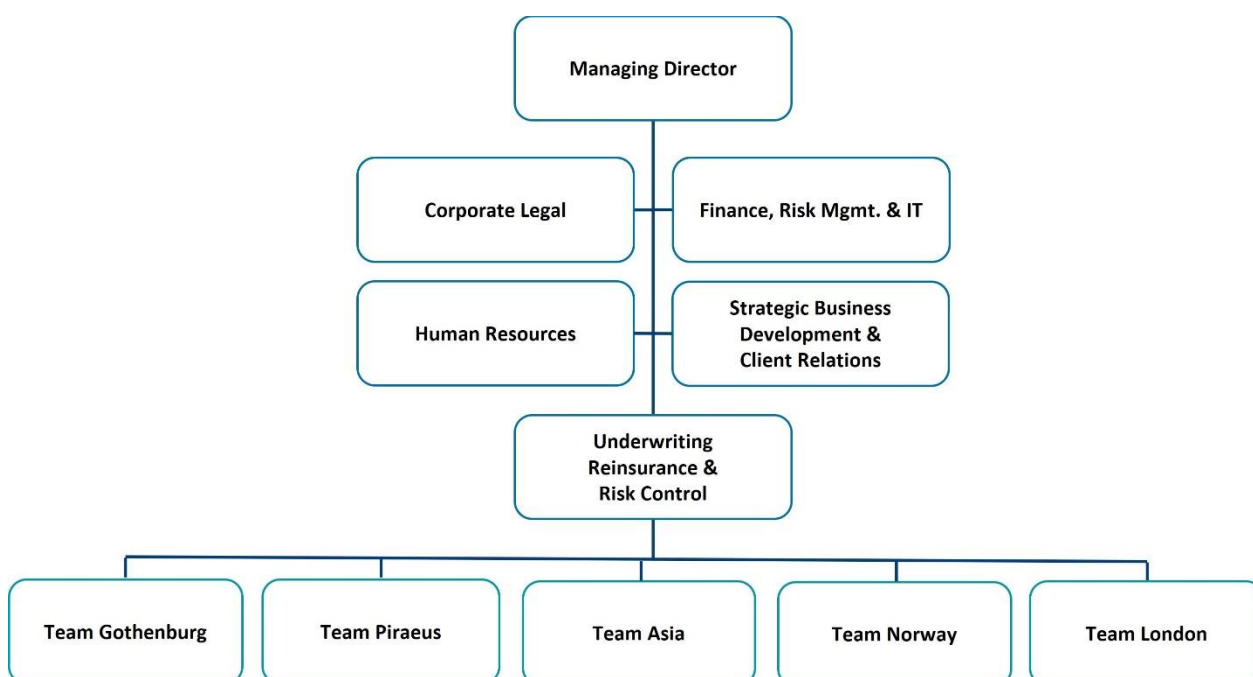 Managing Director
Corporate Legal
Finance, Risk Mgmt. & IT
Human Resources
Strategic Business
Development &
Client Relations
Underwriting
Reinsurance &
Risk Control
Team Gothenburg
Team Piraeus
Team Asia
Team Norway
Team London